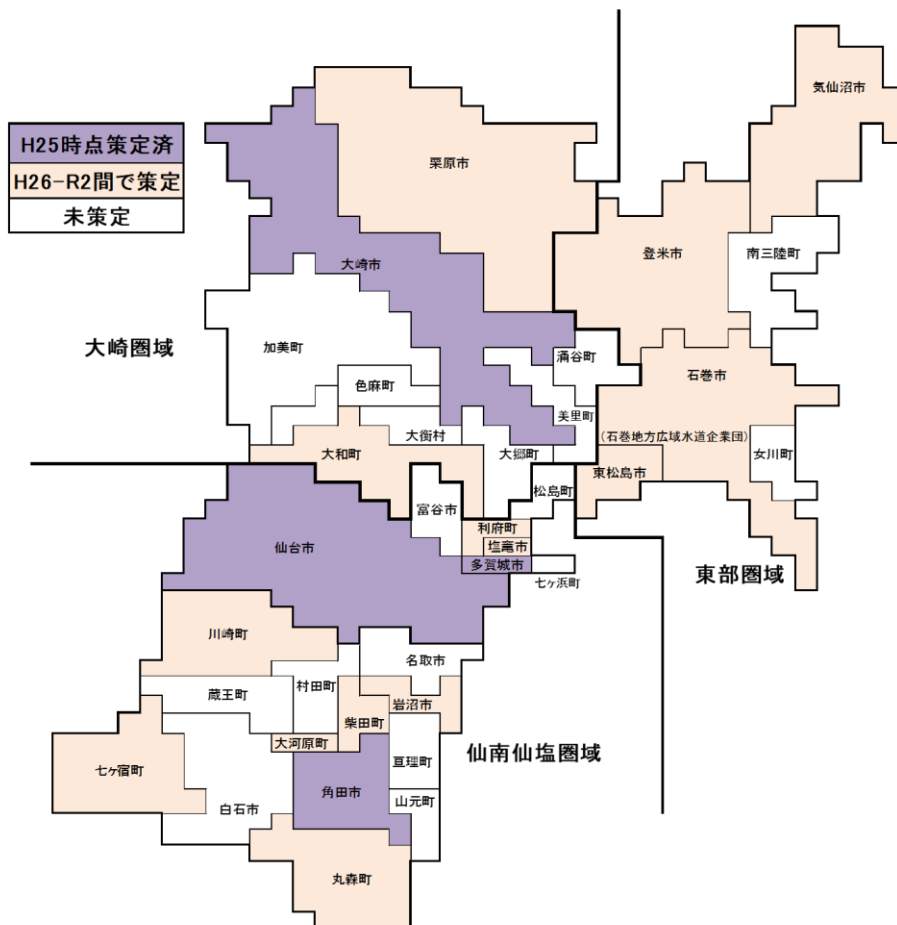 気仙沼市
H25時点策定済
H26-R2間で策定
未策定
栗原市
登米市
南三陸町
大崎市
大崎圏域
加美町
涌谷町
色麻町
石巻市
美里町
大衡村
(石巻地方広域水道企業団)
大和町
大郷町
女川町
東松島市
松島町
富谷市
利府町
仙台市
塩竈市
多賀城市
七ヶ浜町
東部圏域
川崎町
名取市
村田町
蔵王町
岩沼市
柴田町
大河原町
仙南仙塩圏域
亘理町
七ヶ宿町
角田市
山元町
白石市
丸森町